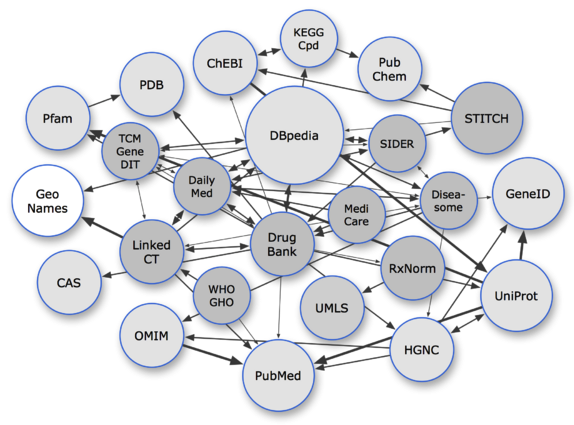 KEGG
Cpd
ChEBI
Pub
Chem
PDB
Pfam
DBpedia
STITCH
TCM
Gene
DIT
SIDER
Daily
Med
Geo
Names
Disea-
some
GeneID
Medi
Care
Linked
CT
Drug
Bank
RxNorm
CAS
WHO
GHO
UMLS
UniProt
OMIM
HGNC
PubMed